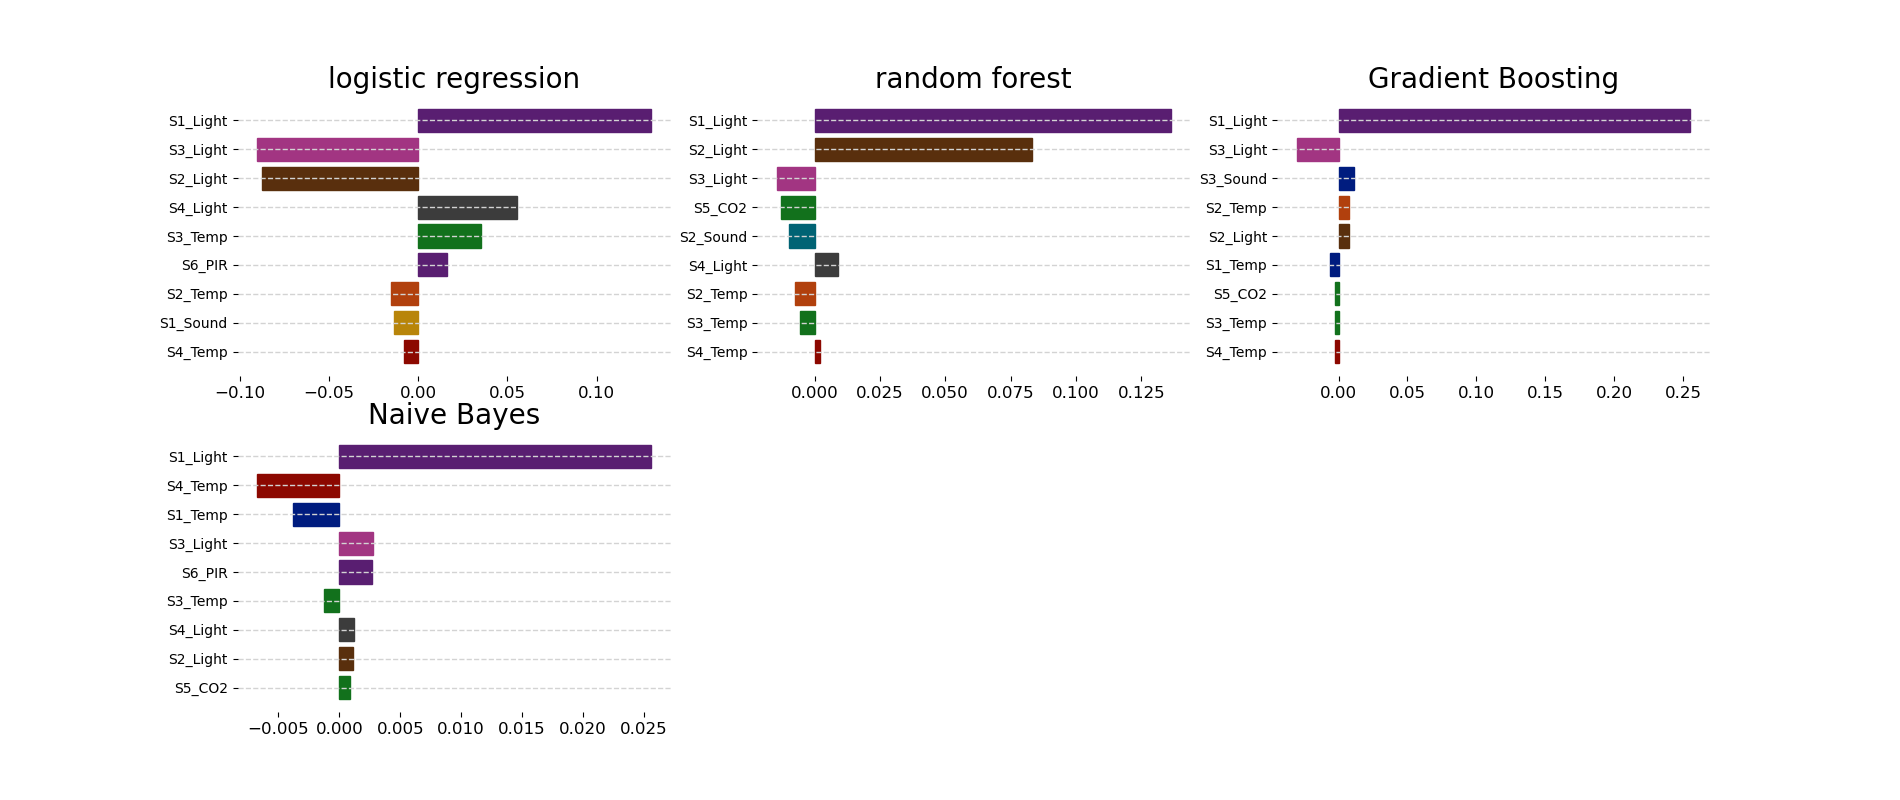 logistic regression
S1_Light
S3_Light
S2_Light
S4_Light
S3_Temp
S6_PIR
S2_Temp
S1_Sound
S4_Temp
−0.10 −0.05 0.00 0.05 0.10
random forest
S1_Light
S2_Light
S3_Light
S5_CO2
S2_Sound
S4_Light
S2_Temp
S3_Temp
S4_Temp
0.000 0.025 0.050 0.075 0.100 0.125
Gradient Boosting
S1_Light
S3_Light
S3_Sound
S2_Temp
S2_Light
S1_Temp
S5_CO2
S3_Temp
S4_Temp
0.00 0.05 0.10 0.15 0.20 0.25
Naive Bayes
S1_Light
S4_Temp
S1_Temp
S3_Light
S6_PIR
S3_Temp
S4_Light
S2_Light
S5_CO2
−0.005 0.000 0.005 0.010 0.015 0.020 0.025